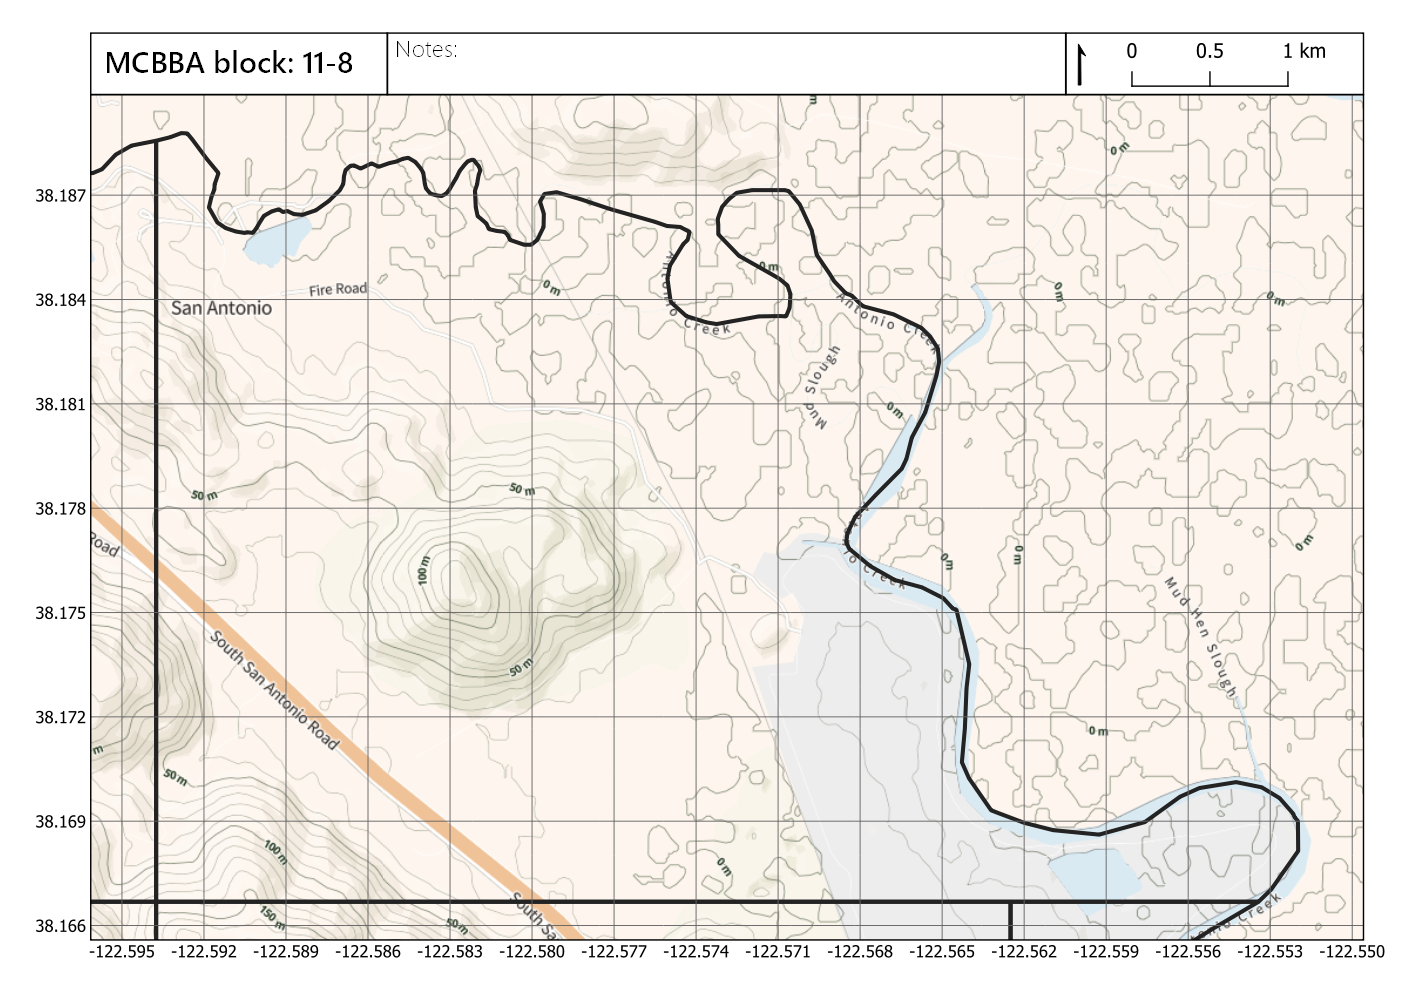 MCBBA block: 11-8
Notes:
0 0.5 1 km
0 m
0 m
38.187
Antonio Creek
0 m
0 m
0 m
0 m
Fire Road
38.184
San Antonio
Antonio Creek
Mud Slough
38.181
0 m
50 m
50 m
38.178
Road
100 m
0 m
0 m
0 m
Creek
Mud Hen Slough
38.175
South San Antonio Road
50 m
38.172
0 m
m
50 m
38.169
100 m
0 m
150 m
50 m
South Sa
Creek
38.166
-122.595 -122.592 -122.589 -122.586 -122.583 -122.580 -122.577 -122.574 -122.571 -122.568 -122.565 -122.562 -122.559 -122.556 -122.553 -122.550